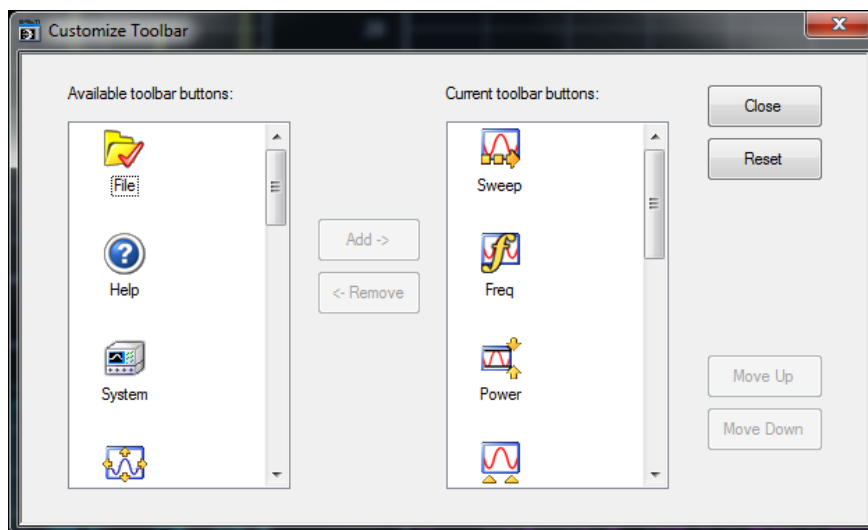 Customize Toolbar
Available toolbar buttons:
File
Help
System
Add ->
<- Remove
Current toolbar buttons:
Sweep
Freq
Power
Close
Reset
Move Up
Move Down